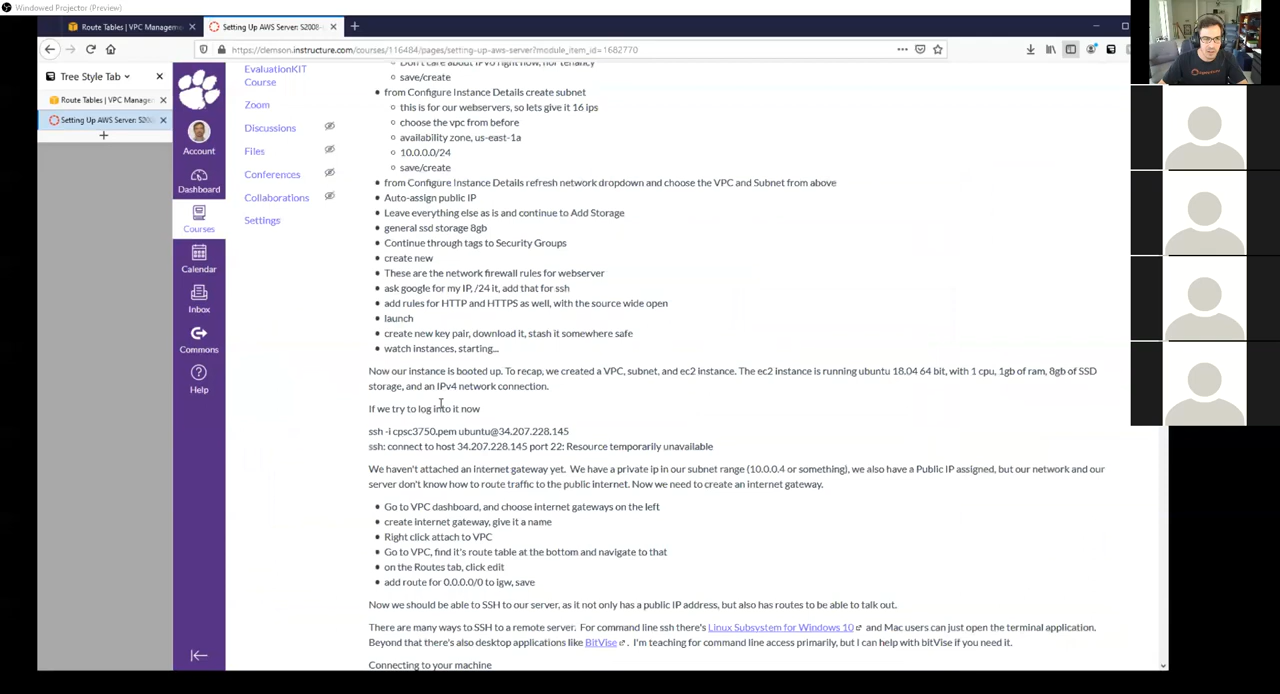 Windowed Projector (Preview)
Route Tables | VPC Managem
Setting Up AWS Server: S2008-
https://clemson.instructure.com/courses/116484/pages/setting-up-aws-server?module_item_id=1682770
Tree Style Tab
Route Tables | VPC Manage
Setting Up AWS Server: S200
Account
Dashboard
Courses
Calendar
Inbox
Commons
Help
EvaluationKIT
Course
Zoom
Discussions
Files
Conferences
Collaborations
Settings
Don't care about IPv6 right now, nor tenancy
save/create
from Configure Instance Details create subnet
this is for our webservers, so lets give it 16 ips
choose the vpc from before
availability zone, us-east-1a
10.0.0.0/24
save/create
from Configure Instance Details refresh network dropdown and choose the VPC and Subnet from above
Auto-assign public IP
Leave everything else as is and continue to Add Storage
general ssd storage 8gb
Continue through tags to Security Groups
create new
These are the network firewall rules for webserver
ask google for my IP, /24 it, add that for ssh
add rules for HTTP and HTTPS as well, with the source wide open
launch
create new key pair, download it, stash it somewhere safe
watch instances, starting...
Now our instance is booted up. To recap, we created a VPC, subnet, and ec2 instance. The ec2 instance is running ubuntu 18.04 64 bit, with 1 cpu, 1gb of ram, 8gb of SSD
storage, and an IPv4 network connection.
If we try to log into it now
ssh -i cpsc3750.pem ubuntu@34.207.228.145
ssh: connect to host 34.207.228.145 port 22: Resource temporarily unavailable
We haven't attached an internet gateway yet. We have a private ip in our subnet range (10.0.0.4 or something), we also have a Public IP assigned, but our network and our
server don't know how to route traffic to the public internet. Now we need to create an internet gateway.
Go to VPC dashboard, and choose internet gateways on the left
create internet gateway, give it a name
Right click attach to VPC
Go to VPC, find it's route table at the bottom and navigate to that
on the Routes tab, click edit
add route for 0.0.0.0/0 to igw, save
Now we should be able to SSH to our server, as it not only has a public IP address, but also has routes to be able to talk out.
There are many ways to SSH to a remote server. For command line ssh there's Linux Subsystem for Windows 10 and Mac users can just open the terminal application.
Beyond that there's also desktop applications like BitVise . I'm teaching for command line access primarily, but I can help with bitVise if you need it.
Connecting to your machine